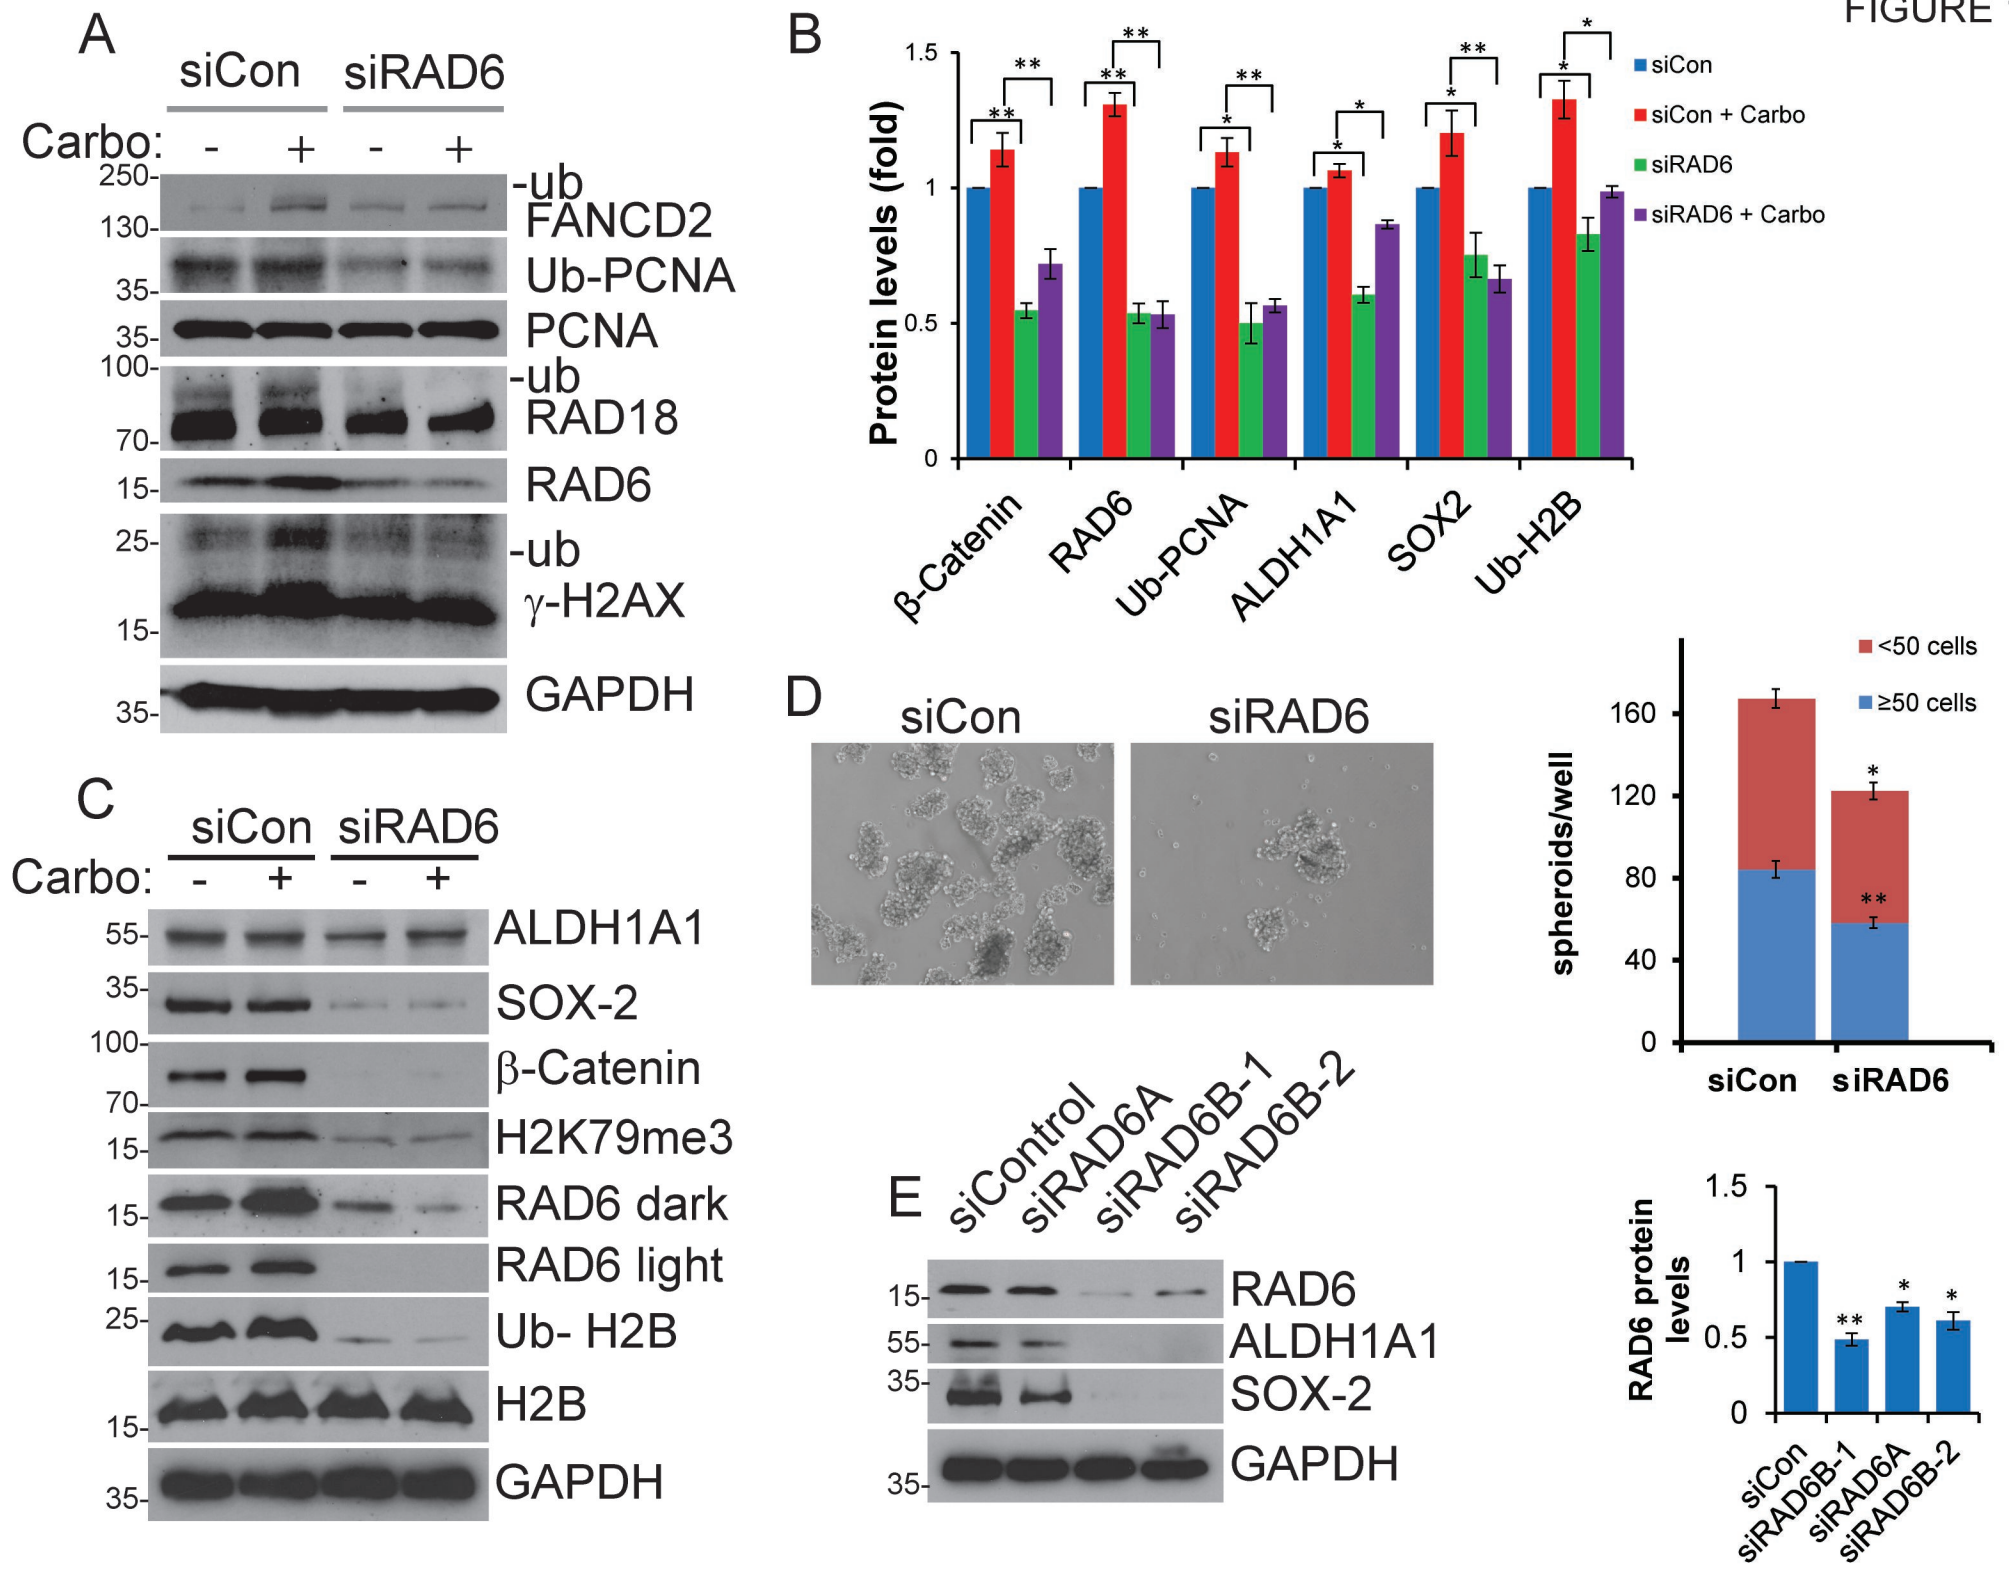 FIGURE
A
siCon siRAD6
Carbo: - + - +
250-
-ub
FANCD2
130-
Ub-PCNA
35-
PCNA
35-
100-
-ub
RAD18
70-
RAD6
15-
25-
-ub
γ-H2AX
15-
GAPDH
35-
B
Protein levels (fold)
1.5
1
0.5
0
** ** ** ** * ** * * * ** * *
siCon
siCon + Carbo
siRAD6
siRAD6 + Carbo
β-Catenin
RAD6
Ub-PCNA
ALDH1A1
SOX2
Ub-H2B
C
siCon siRAD6
Carbo: - + - +
55-
ALDH1A1
35-
SOX-2
100-
β-Catenin
70-
H2K79me3
15-
RAD6 dark
15-
RAD6 light
15-
25-
Ub- H2B
H2B
15-
GAPDH
35-
D
siCon siRAD6
<50 cells
≥50 cells
spheroids/well
160
120
80
40
0
*
**
siCon siRAD6
E
siControl
siRAD6A
siRAD6B-1
siRAD6B-2
RAD6
15-
ALDH1A1
55-
35-
SOX-2
GAPDH
35-
RAD6 protein
levels
1.5
1
0.5
0
** * *
siCon
siRAD6B-1
siRAD6A
siRAD6B-2